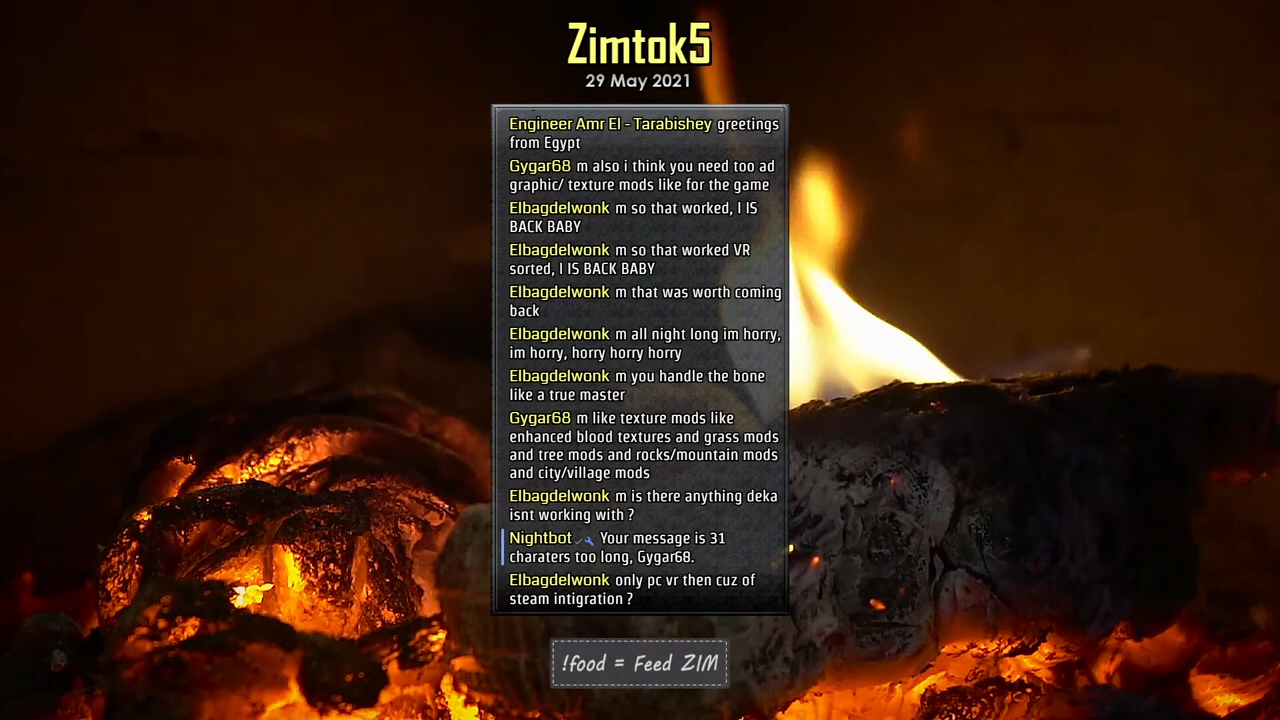 Zimtok5
29 May 2021
Engineer Amr El - Tarabishey greetings
from Egypt
Gygar68 m also i think you need too ad
graphic/ texture mods like for the game
Elbagdelwonk m so that worked, I IS
BACK BABY
Elbagdelwonk m so that worked VR
sorted, I IS BACK BABY
Elbagdelwonk m that was worth coming
back
Elbagdelwonk m all night long im horry,
im horry, horry horry horry
Elbagdelwonk m you handle the bone
like a true master
Gygar68 m like texture mods like
enhanced blood textures and grass mods
and tree mods and rocks/mountain mods
and city/village mods
Elbagdelwonk m is there anything deka
isnt working with ?
Nightbot Your message is 31
charaters too long, Gygar68.
Elbagdelwonk only pc vr then cuz of
steam intigration ?
!food = Feed ZIM